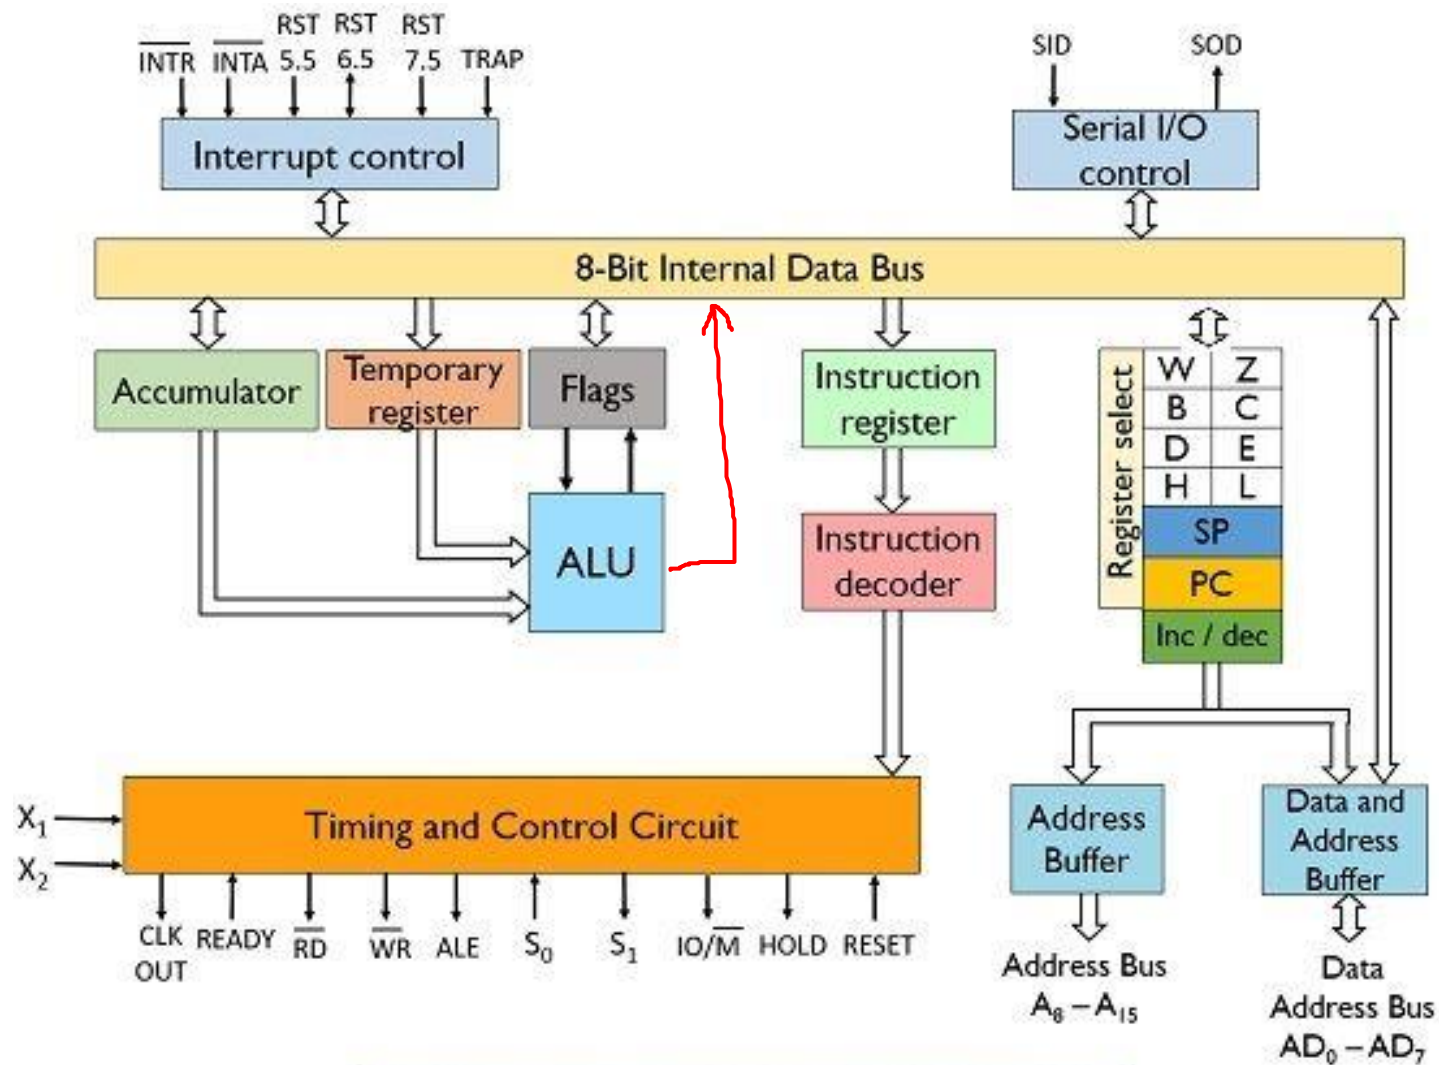 RST RST RST
INTR INTA 5.5 6.5 7.5 TRAP
SID SOD
Interrupt control
Serial I/O
control
8-Bit Internal Data Bus
Accumulator
Temporary
register
Flags
ALU
Instruction
register
Instruction
decoder
Register select
W Z
B C
D E
H L
SP
PC
Inc / dec
X₁
X₂
Timing and Control Circuit
CLK
OUT
READY
R̅D̅
W̅R̅
ALE
S₀
S₁
IO/M̅
HOLD
RESET
Address
Buffer
Data and
Address
Buffer
Address Bus
A₈ – A₁₅
Data
Address Bus
AD₀ – AD₇